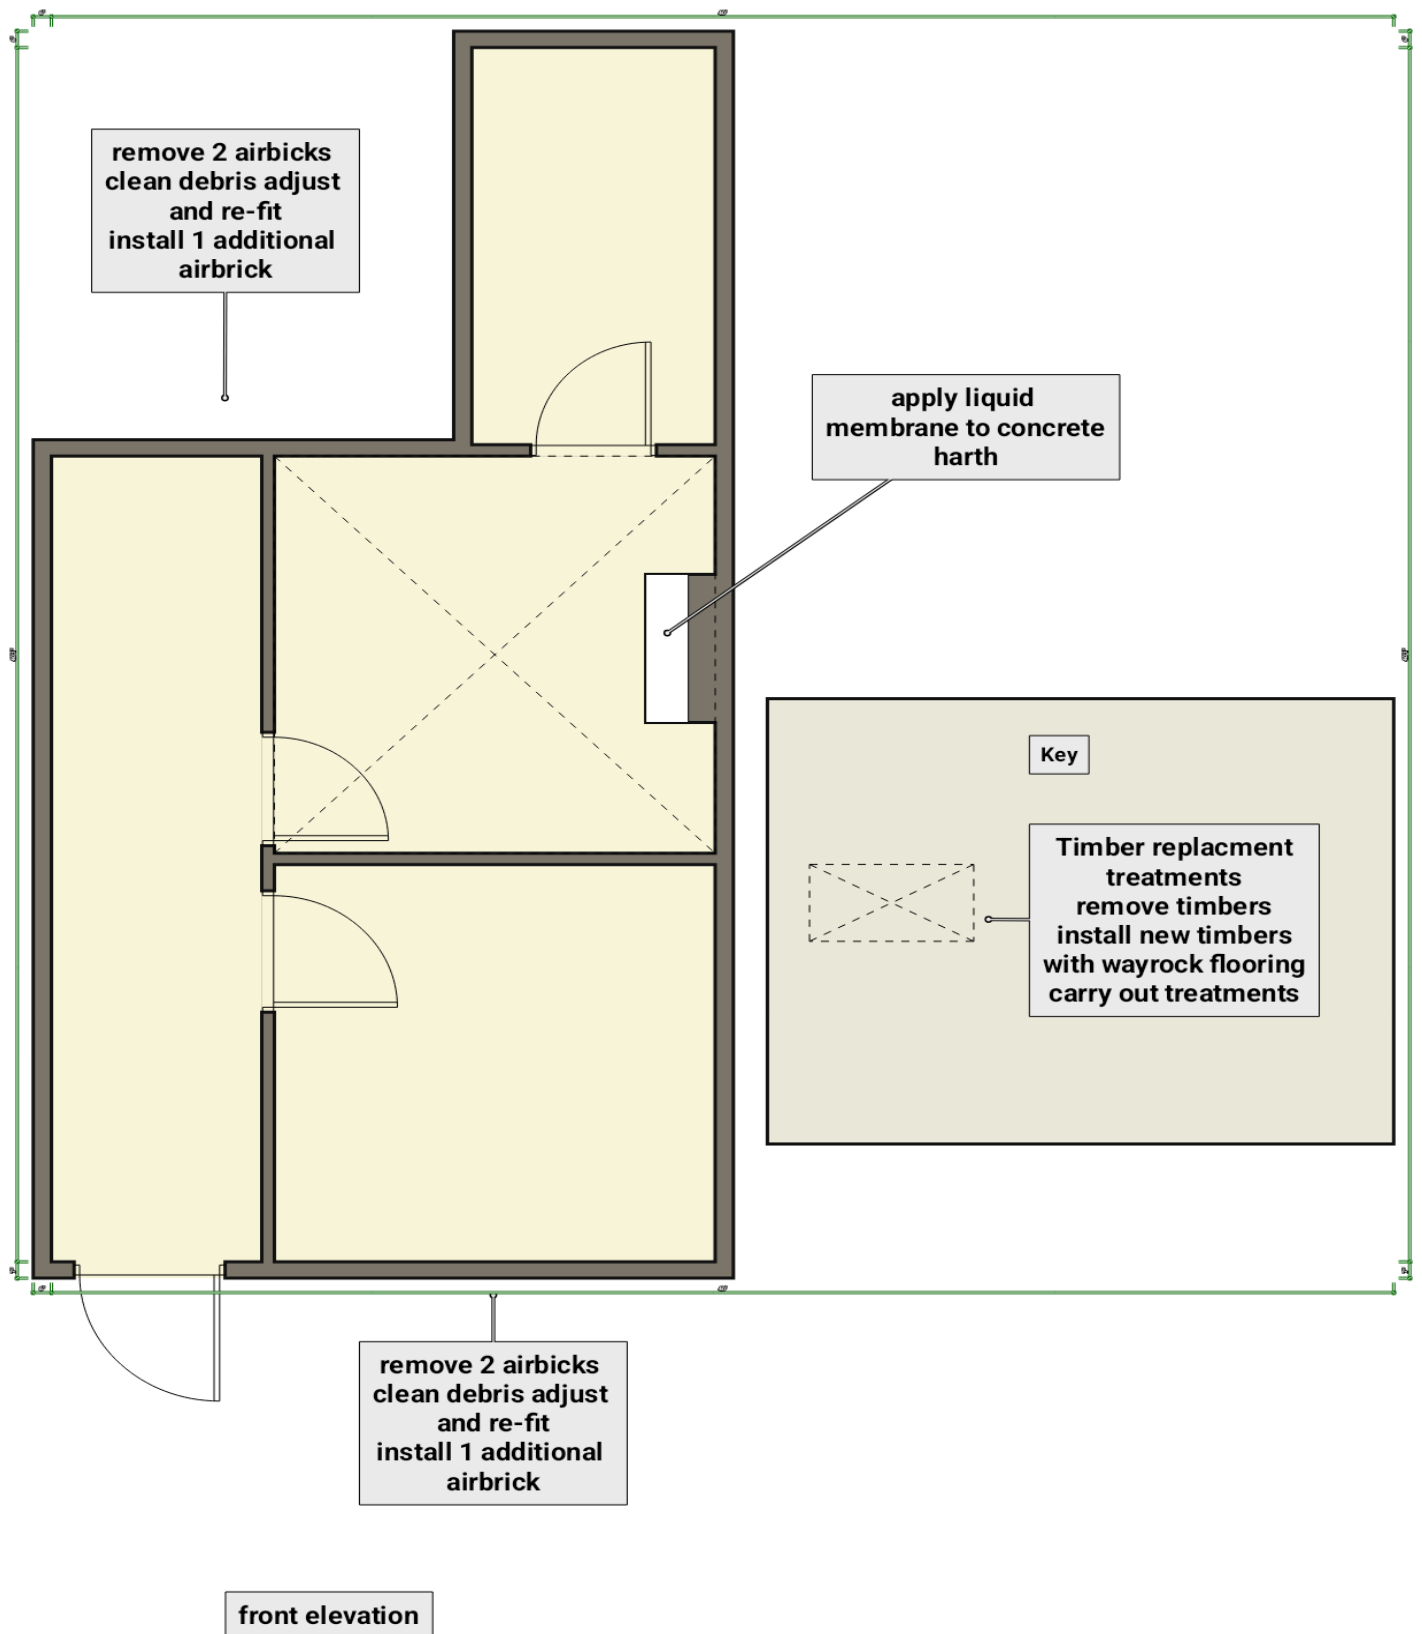 remove 2 airbicks
clean debris adjust
and re-fit
install 1 additional
airbrick
apply liquid
membrane to concrete
harth
Key
Timber replacment
treatments
remove timbers
install new timbers
with wayrock flooring
carry out treatments
remove 2 airbicks
clean debris adjust
and re-fit
install 1 additional
airbrick
front elevation